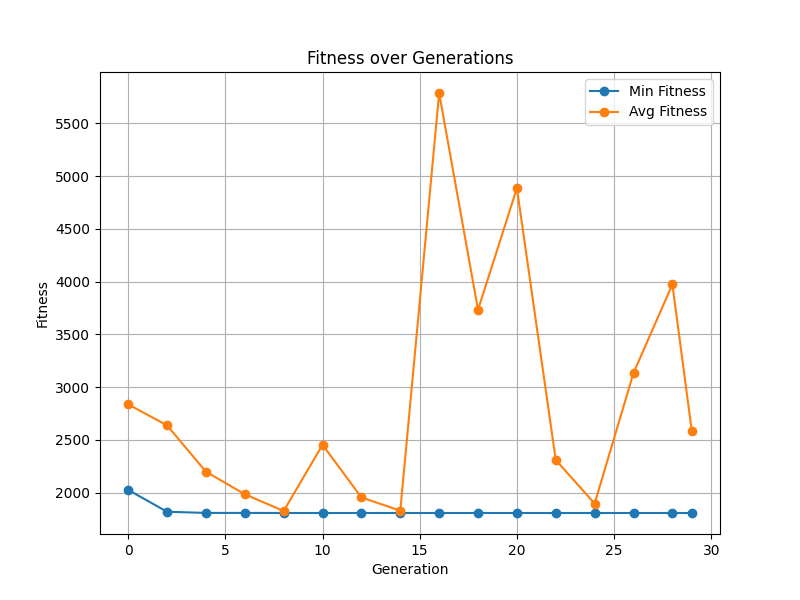 Fitness over Generations
Min Fitness
Avg Fitness
5500
5000
4500
4000
3500
3000
2500
2000
Fitness
0 5 10 15 20 25 30
Generation